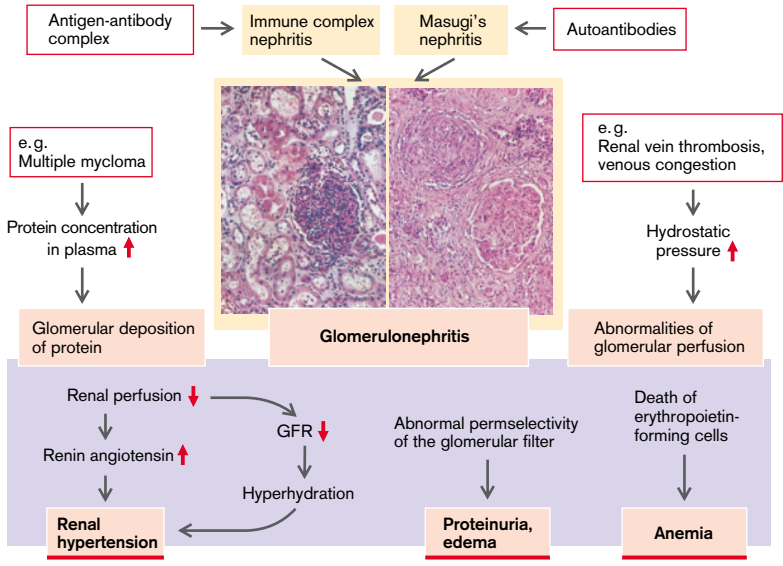 Antigen-antibody
complex
Immune complex
nephritis
Masugi's
nephritis
Autoantibodies
e.g.
Multiple mycloma
e.g.
Renal vein thrombosis,
venous congestion
Protein concentration
in plasma
Hydrostatic
pressure
Glomerular deposition
of protein
Glomerulonephritis
Abnormalities of
glomerular perfusion
Renal perfusion
GFR
Renin angiotensin
Hyperhydration
Abnormal permselectivity
of the glomerular filter
Death of
erythropoietin-
forming cells
Renal
hypertension
Proteinuria,
edema
Anemia